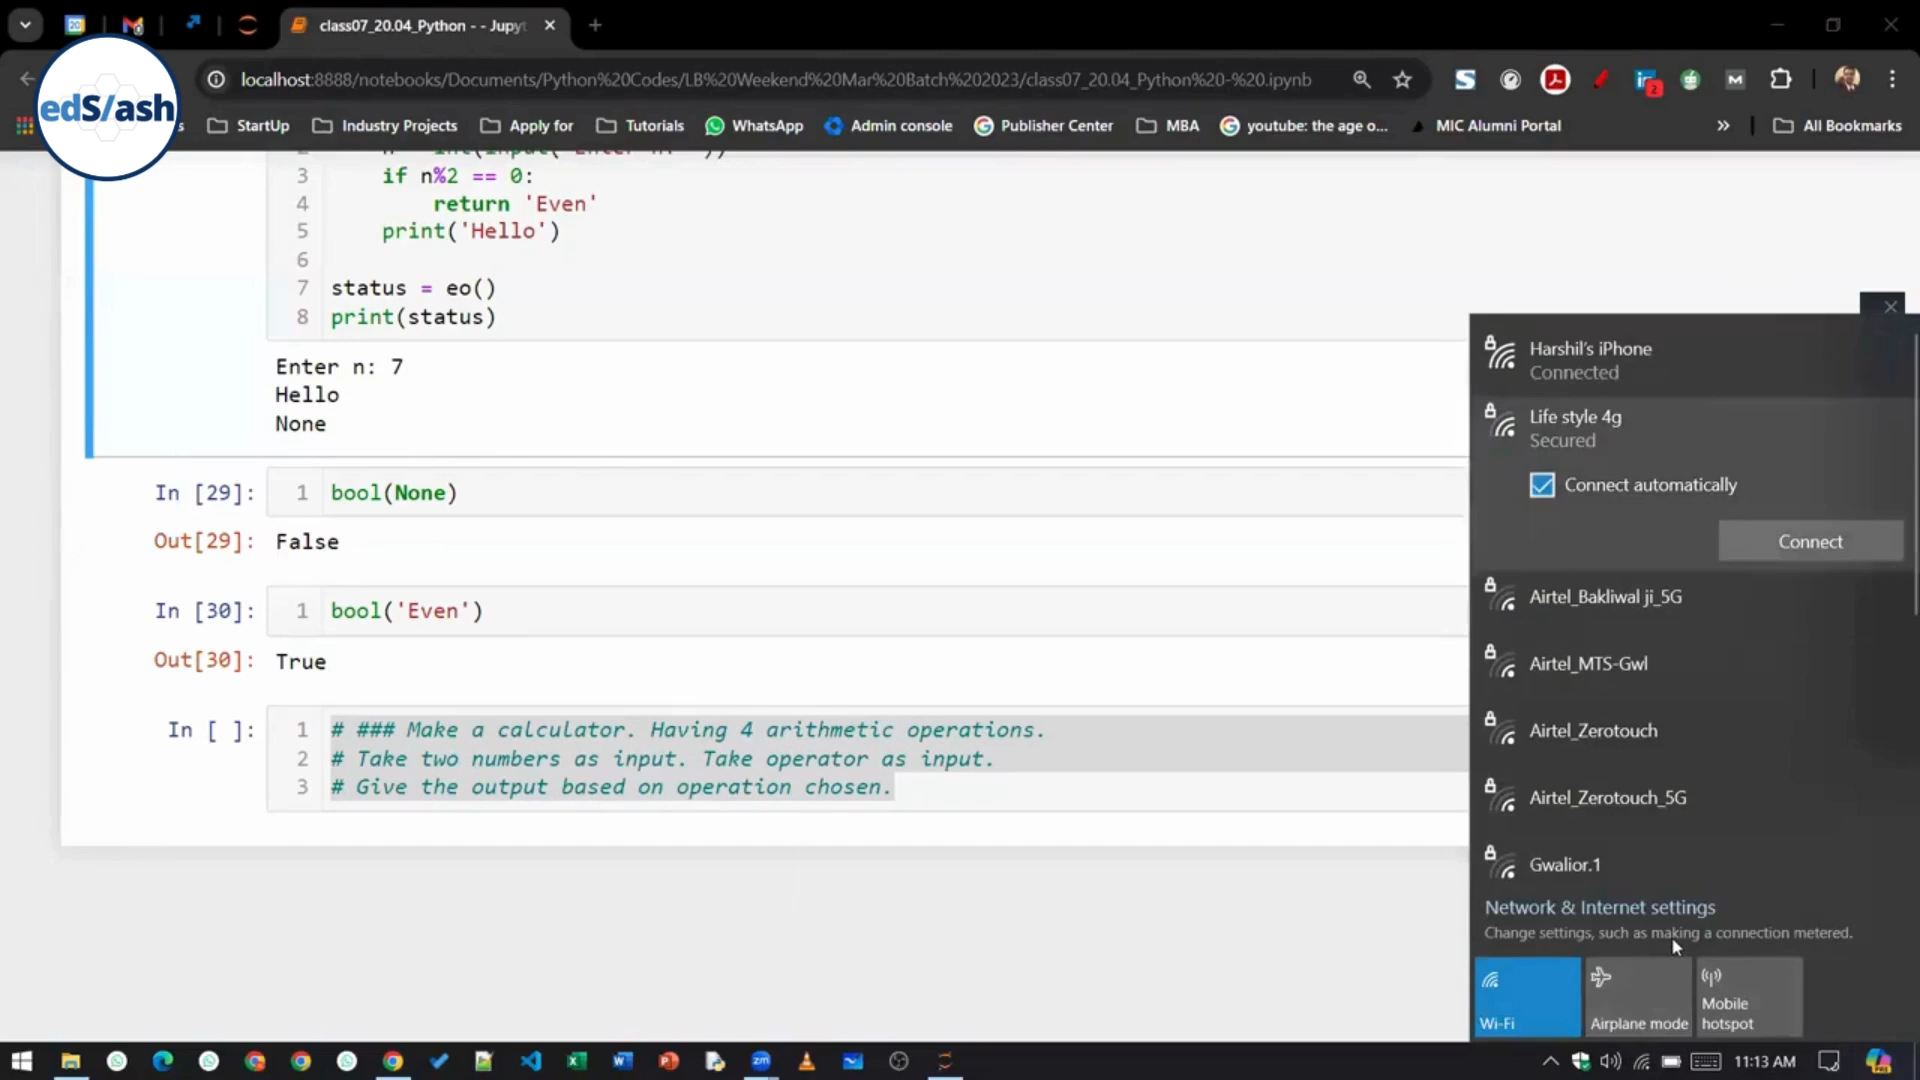 class07_20.04_Python - - Jupyt
edS/ash
localhost:8888/notebooks/Documents/Python%20Codes/LB%20Weekend%20Mar%20Batch%202023/class07_20.04_Python%20-%20.ipynb
2
StartUp
Industry Projects
Apply for
Tutorials
WhatsApp
Admin console
Publisher Center
MBA
youtube: the age o...
MIC Alumni Portal
»
All Bookmarks
3 if n%2 == 0:
4 return 'Even'
5 print('Hello')
6
7 status = eo()
8 print(status)
Enter n: 7
Hello
None
In [29]: 1 bool(None)
Out[29]: False
In [30]: 1 bool('Even')
Out[30]: True
In [ ]: 1 # ### Make a calculator. Having 4 arithmetic operations.
2 # Take two numbers as input. Take operator as input.
3 # Give the output based on operation chosen.
Harshil's iPhone
Connected
Life style 4g
Secured
Connect automatically
Connect
Airtel_Bakliwal ji_5G
Airtel_MTS-Gwl
Airtel_Zerotouch
Airtel_Zerotouch_5G
Gwalior.1
Network & Internet settings
Change settings, such as making a connection metered.
Wi-Fi
Airplane mode
Mobile
hotspot
11:13 AM